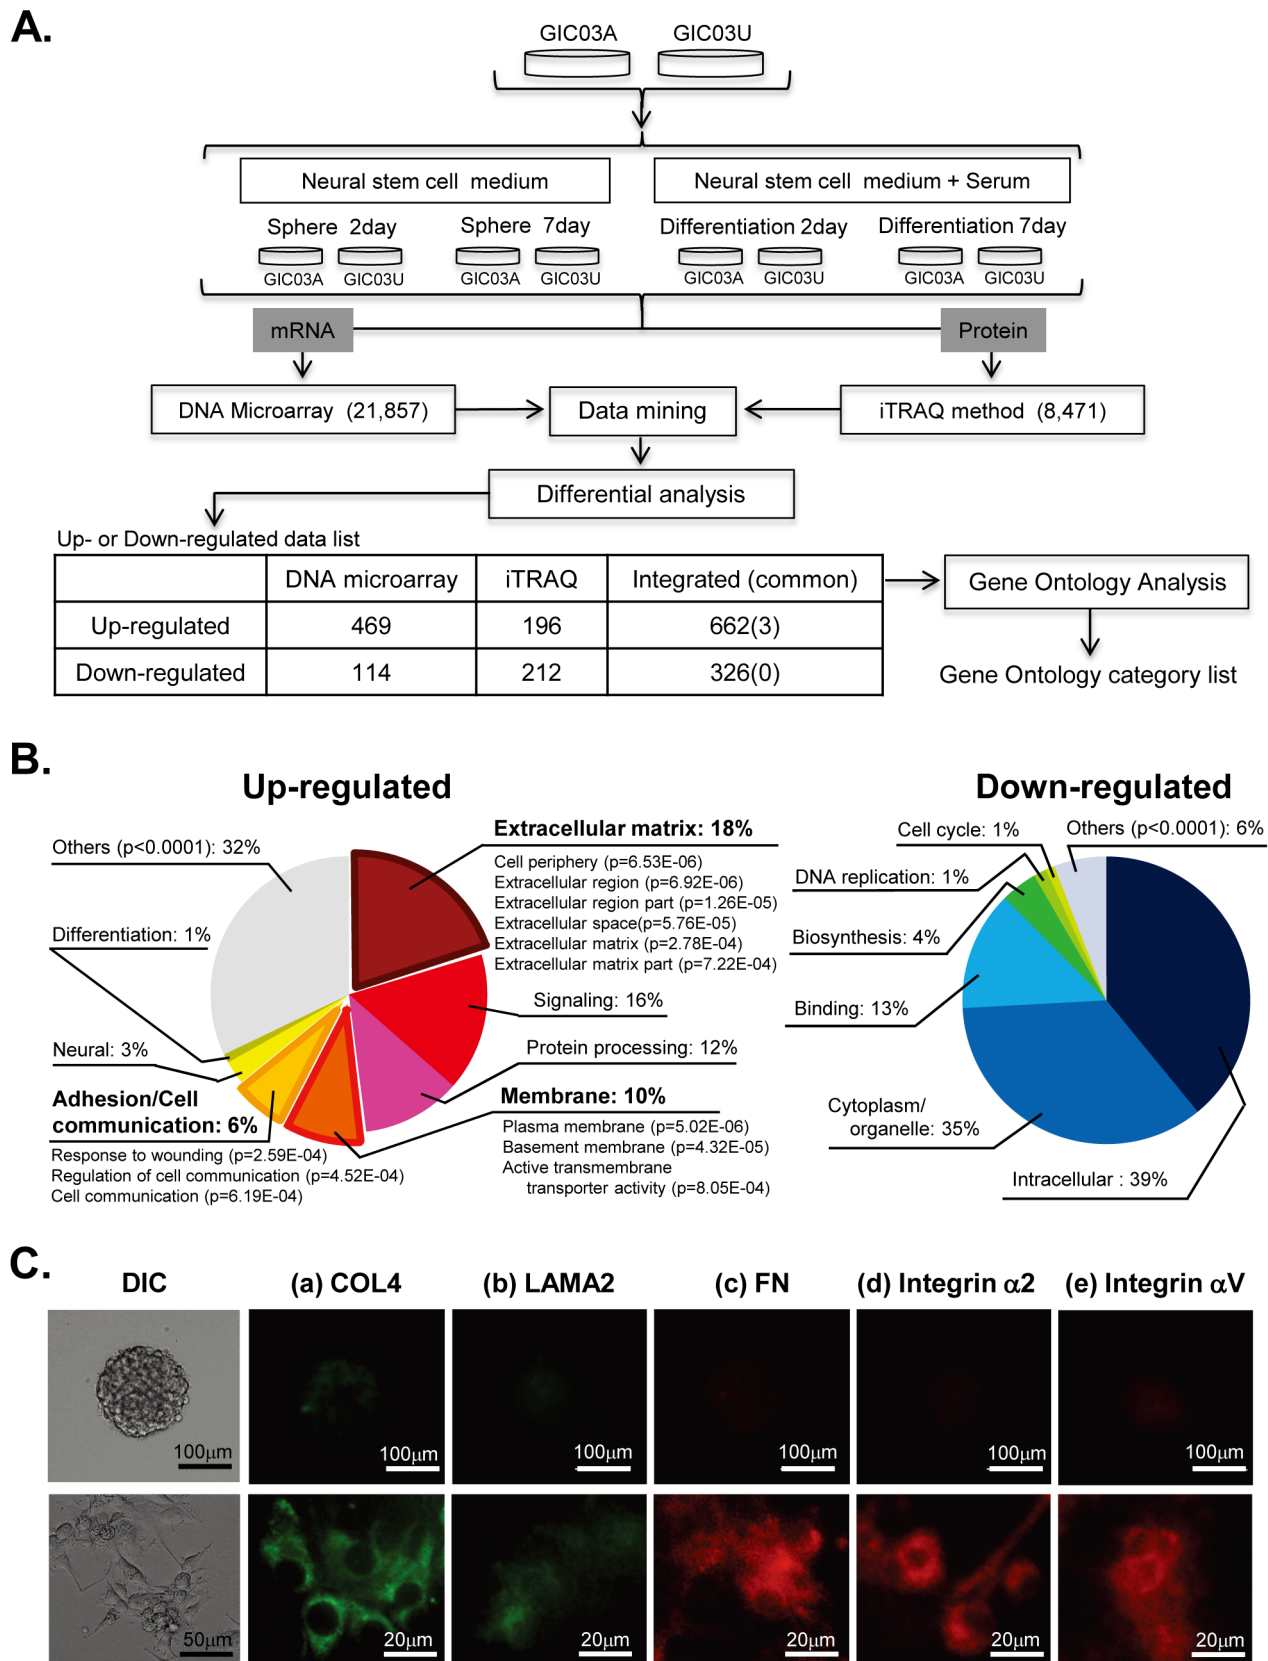 A.
GIC03A GIC03U
Neural stem cell medium
Neural stem cell medium + Serum
Sphere 2day
Sphere 7day
Differentiation 2day
Differentiation 7day
GIC03A GIC03U
GIC03A GIC03U
GIC03A GIC03U
GIC03A GIC03U
mRNA
Protein
DNA Microarray (21,857)
Data mining
iTRAQ method (8,471)
Differential analysis
Up- or Down-regulated data list
DNA microarray iTRAQ Integrated (common)
Up-regulated 469 196 662(3)
Down-regulated 114 212 326(0)
Gene Ontology Analysis
Gene Ontology category list
B.
Up-regulated
Others (p<0.0001): 32%
Differentiation: 1%
Neural: 3%
Adhesion/Cell
communication: 6%
Response to wounding (p=2.59E-04)
Regulation of cell communication (p=4.52E-04)
Cell communication (p=6.19E-04)
Extracellular matrix: 18%
Cell periphery (p=6.53E-06)
Extracellular region (p=6.92E-06)
Extracellular region part (p=1.26E-05)
Extracellular space(p=5.76E-05)
Extracellular matrix (p=2.78E-04)
Extracellular matrix part (p=7.22E-04)
Signaling: 16%
Protein processing: 12%
Membrane: 10%
Plasma membrane (p=5.02E-06)
Basement membrane (p=4.32E-05)
Active transmembrane
transporter activity (p=8.05E-04)
Down-regulated
Cell cycle: 1%
Others (p<0.0001): 6%
DNA replication: 1%
Biosynthesis: 4%
Binding: 13%
Cytoplasm/
organelle: 35%
Intracellular : 39%
C.
DIC
(a) COL4
(b) LAMA2
(c) FN
(d) Integrin α2
(e) Integrin αV
100μm
100μm
100μm
100μm
100μm
100μm
50μm
20μm
20μm
20μm
20μm
20μm